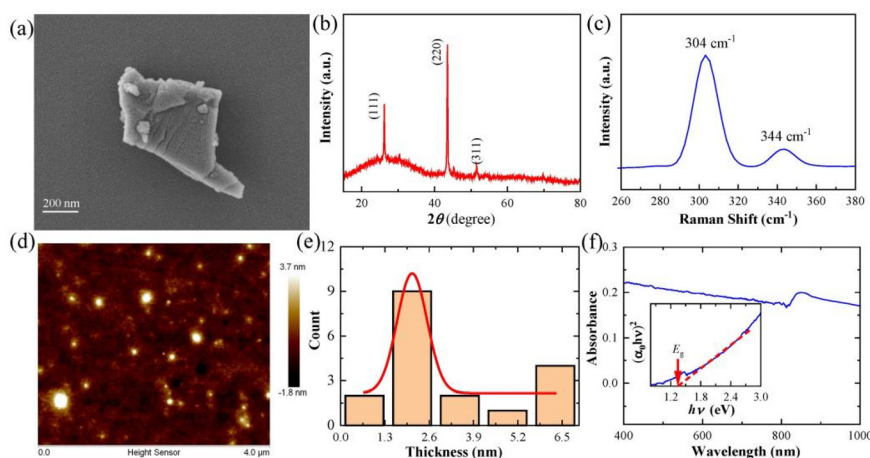 (a)
200 nm
(b)
Intensity (a.u.)
(111)
(220)
(311)
20 40 60 80
2θ (degree)
(c)
Intensity (a.u.)
304 cm-1
344 cm-1
260 280 300 320 340 360 380
Raman Shift (cm-1)
(d)
3.7 nm
-1.8 nm
0.0 Height Sensor 4.0 µm
(e)
Count
12
9
6
3
0
0.0 1.3 2.6 3.9 5.2 6.5
Thickness (nm)
(f)
Absorbance
0.4
0.2
0.0
(α0hν)2
Eg
1.2 1.8 2.4 3.0
hν (eV)
400 600 800 1000
Wavelength (nm)